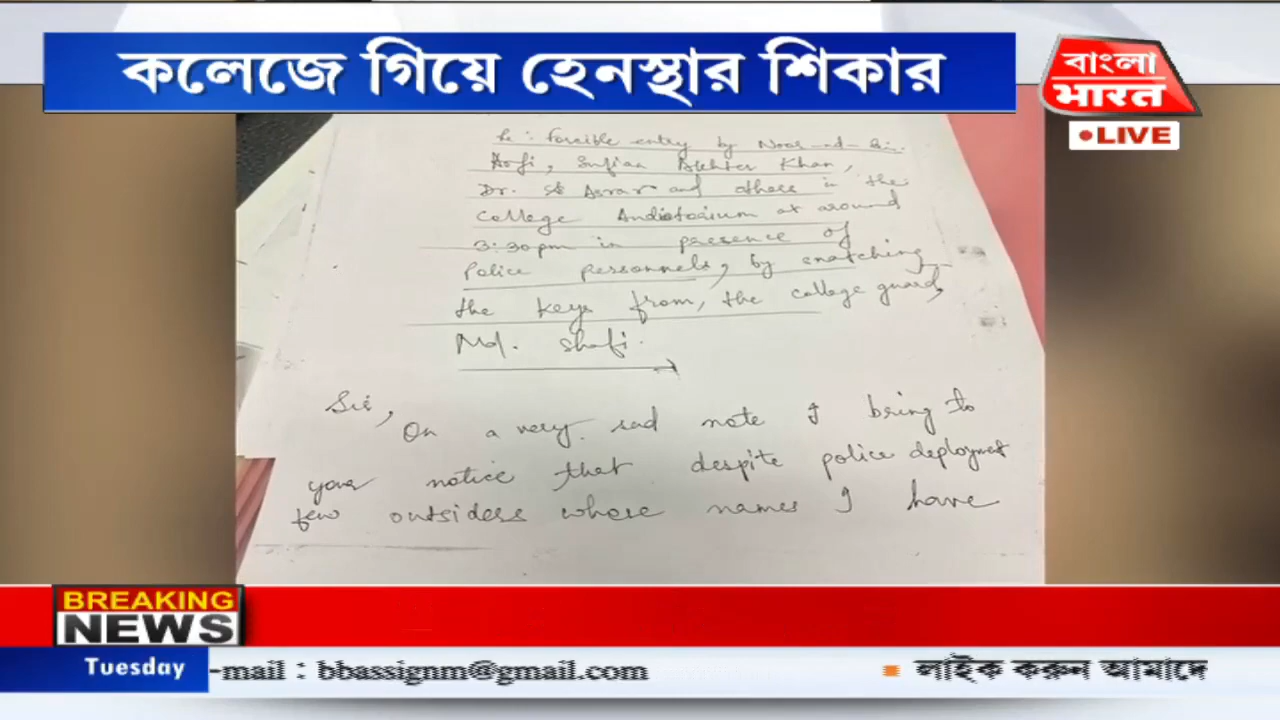 কলেজে গিয়ে হেনস্থার শিকার
বাংলা
ভারত
LIVE
Re: Forcible entry by Noor-ud-
Sufian Akhter Khan,
Dr. Asrar and others in the
College Audiotorium at around
3:30pm in presence of
Police personnels, by snatching
the keys from, the college guard,
Md. Shafi.
Sir,
On a very sad note I bring to
your notice that despite police deployment
few outsiders whose names I have
BREAKING
NEWS
Tuesday
-mail : bbassignm@gmail.com
লাইক করুন আমাদে